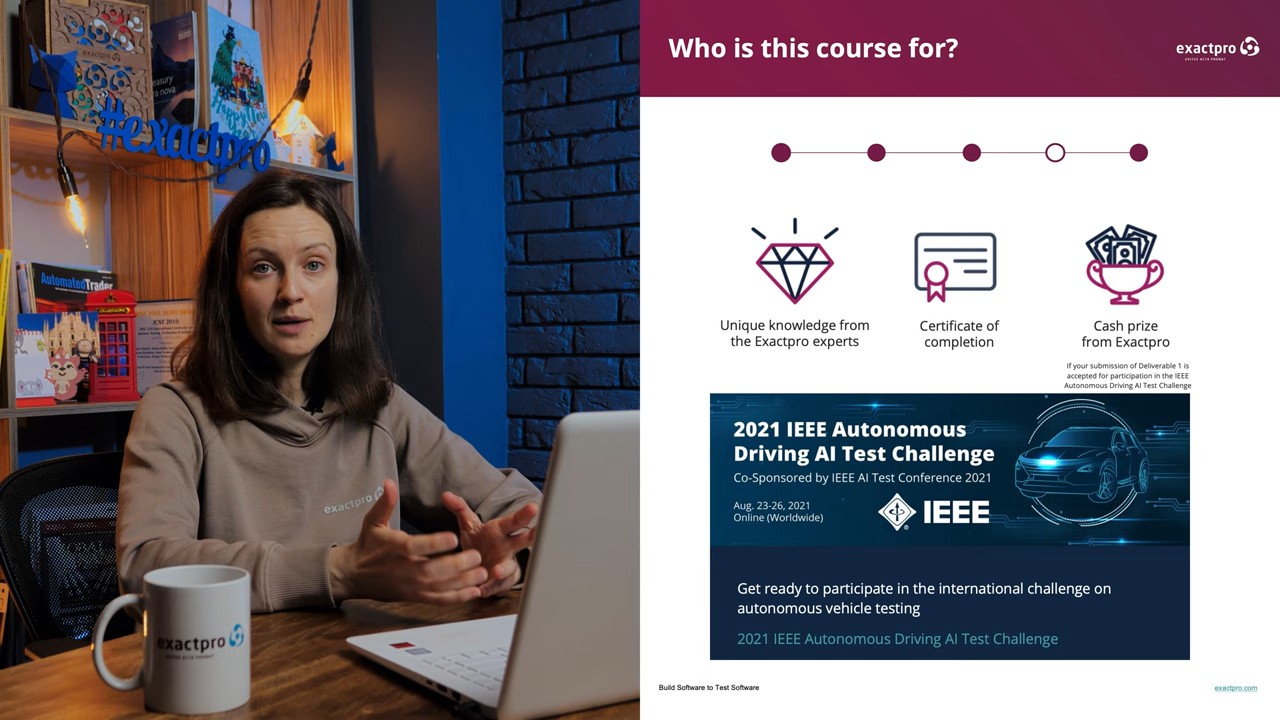 exactpro
#exactpro
AutomatedTrader
ICST 2019
exactpro
exactpro
Who is this course for?
exactpro
Unique knowledge from
the Exactpro experts
Certificate of
completion
Cash prize
from Exactpro
If your submission of Deliverable 1 is
accepted for participation in the IEEE
Autonomous Driving AI Test Challenge
2021 IEEE Autonomous
Driving AI Test Challenge
Co-Sponsored by IEEE AI Test Conference 2021
Aug. 23-26, 2021
Online (Worldwide)
IEEE
Get ready to participate in the international challenge on
autonomous vehicle testing
2021 IEEE Autonomous Driving AI Test Challenge
Build Software to Test Software
exactpro.com